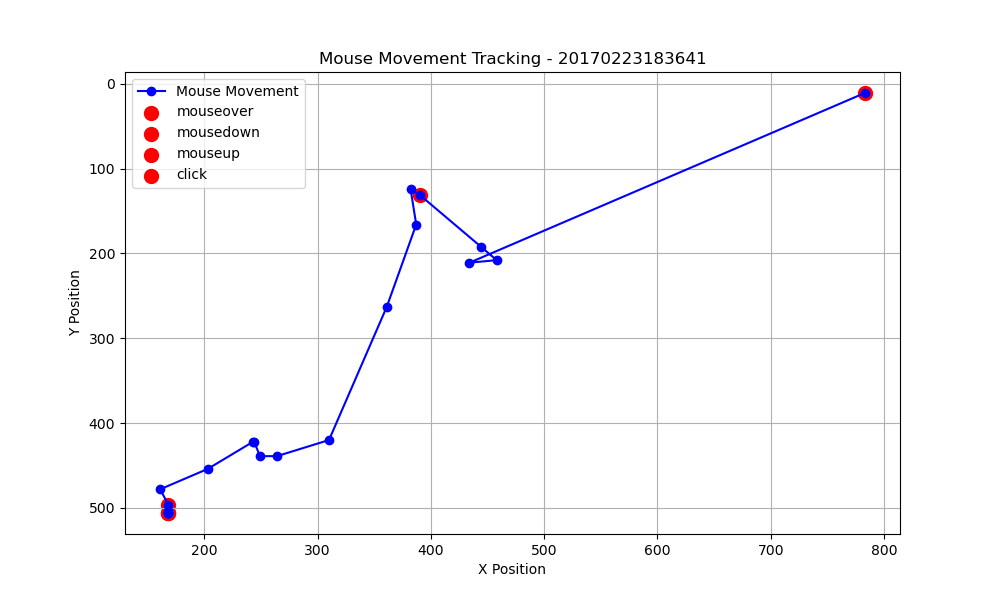 Mouse Movement Tracking - 20170223183641
Mouse Movement
mouseover
mousedown
mouseup
click
0
100
200
300
400
500
Y Position
200 300 400 500 600 700 800
X Position